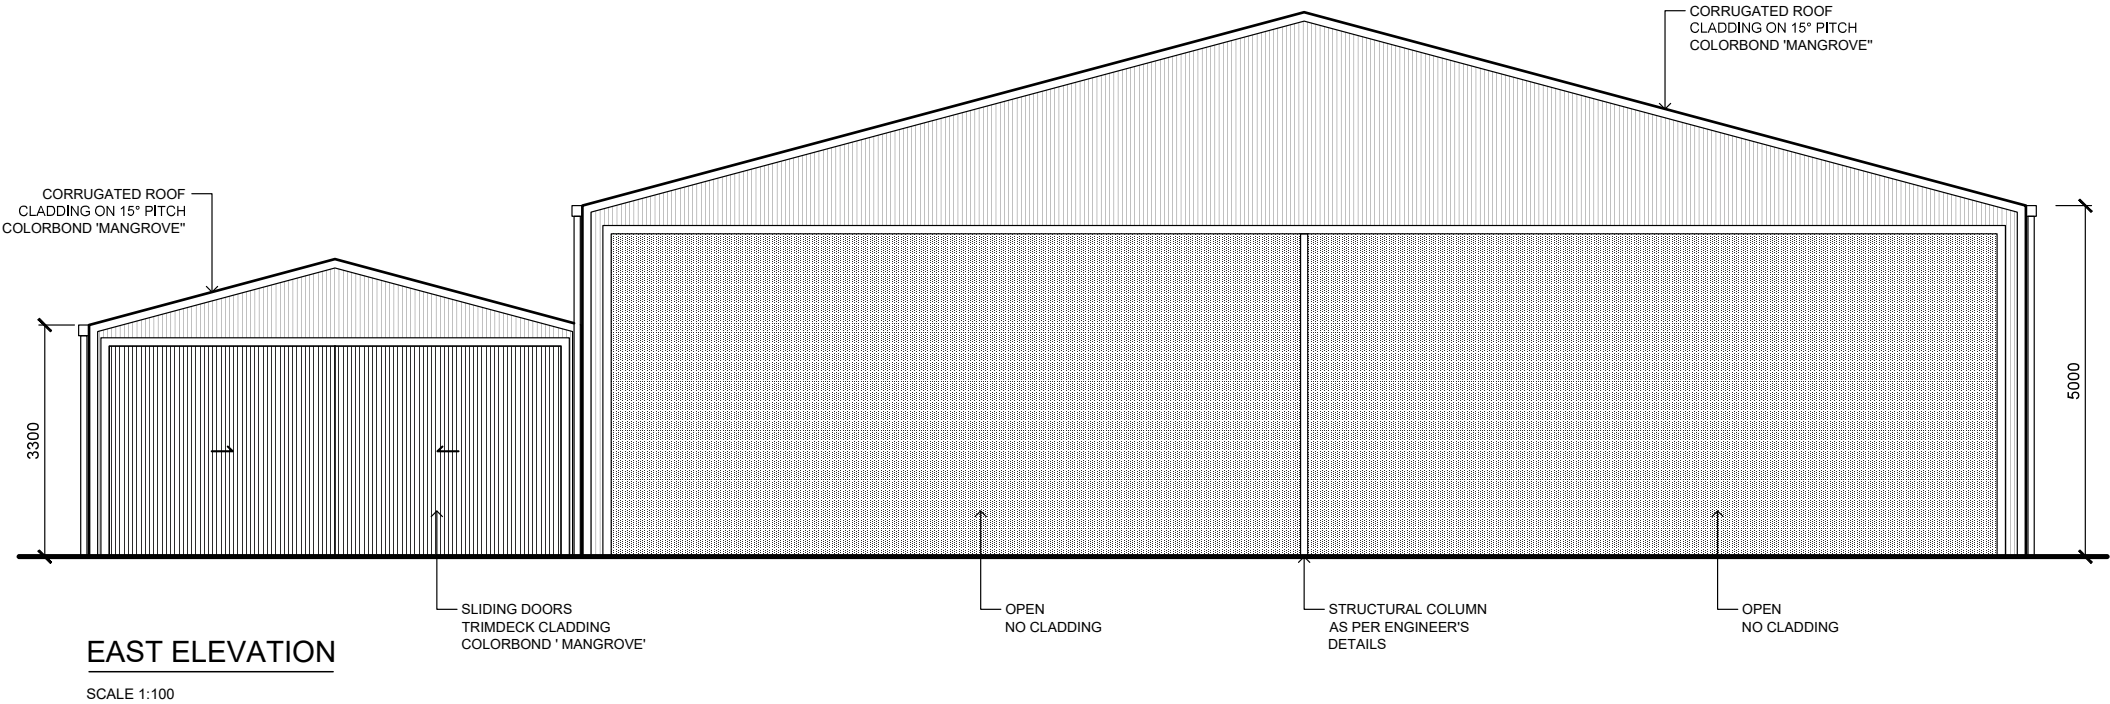 CORRUGATED ROOF
CLADDING ON 15° PITCH
COLORBOND 'MANGROVE"
CORRUGATED ROOF
CLADDING ON 15° PITCH
COLORBOND 'MANGROVE"
3300
5000
SLIDING DOORS
TRIMDECK CLADDING
COLORBOND ' MANGROVE'
OPEN
NO CLADDING
STRUCTURAL COLUMN
AS PER ENGINEER'S
DETAILS
OPEN
NO CLADDING
EAST ELEVATION
SCALE 1:100